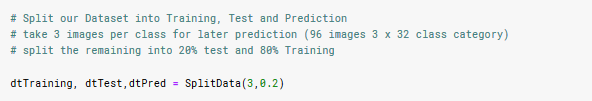 # Split our Dataset into Training, Test and Prediction
# take 3 images per class for later prediction (96 images 3 x 32 class category)
# split the remaining into 20% test and 80% Training
dtTraining, dtTest,dtPred = SplitData(3,0.2)